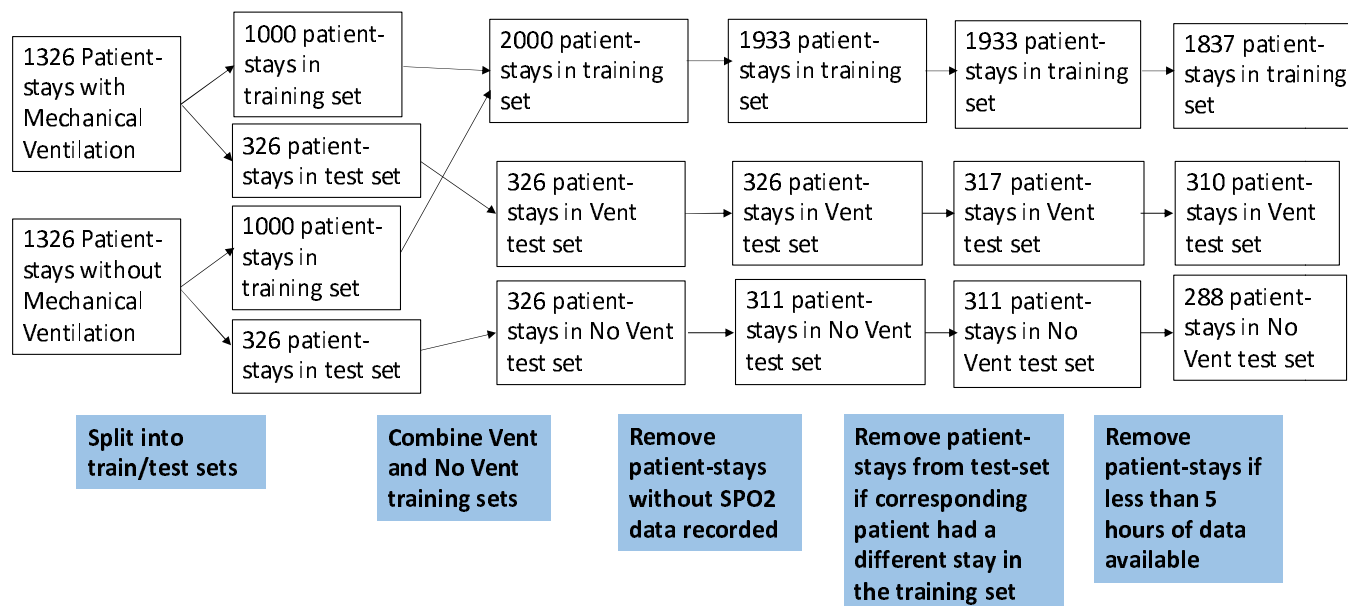 1326 Patient-
stays with
Mechanical
Ventilation
1326 Patient-
stays without
Mechanical
Ventilation
1000 patient-
stays in
training set
326 patient-
stays in test set
1000 patient-
stays in
training set
326 patient-
stays in test set
2000 patient-
stays in training
set
326 patient-
stays in Vent
test set
326 patient-
stays in No Vent
test set
1933 patient-
stays in training
set
326 patient-
stays in Vent
test set
311 patient-
stays in No Vent
test set
1933 patient-
stays in training
set
317 patient-
stays in Vent
test set
311 patient-
stays in No
Vent test set
1837 patient-
stays in training
set
310 patient-
stays in Vent
test set
288 patient-
stays in No
Vent test set
Split into
train/test sets
Combine Vent
and No Vent
training sets
Remove
patient-stays
without SPO2
data recorded
Remove patient-
stays from test-set
if corresponding
patient had a
different stay in
the training set
Remove
patient-stays if
less than 5
hours of data
available